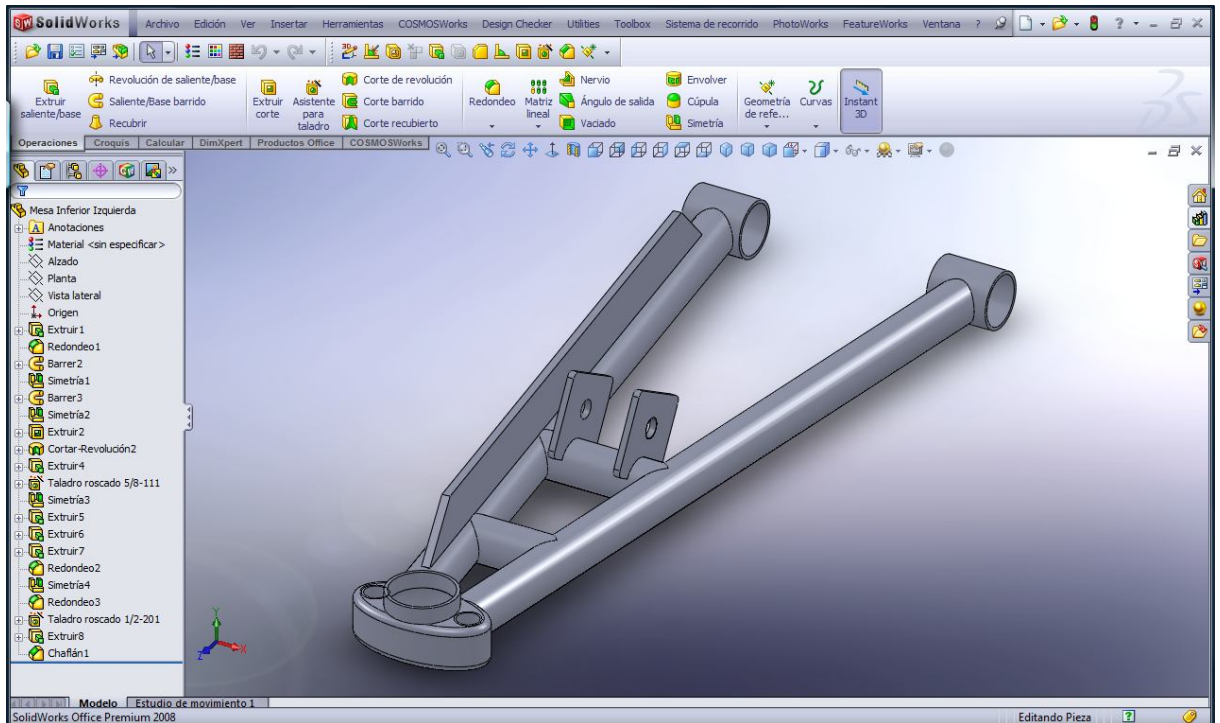 SolidWorks Archivo Edición Ver Insertar Herramientas COSMOSWorks Design Checker Utilities Toolbox Sistema de recorrido PhotoWorks FeatureWorks Ventana ?
Extruir saliente/base
Revolución de saliente/base
Saliente/Base barrido
Recubrir
Extruir corte
Asistente para taladro
Corte de revolución
Corte barrido
Corte recubierto
Redondeo
Matriz lineal
Nervio
Ángulo de salida
Vaciado
Envolver
Cúpula
Simetría
Geometría de refe...
Curvas
Instant 3D
Operaciones Croquis Calcular DimXpert Productos Office COSMOSWorks
Mesa Inferior Izquierda
Anotaciones
Material <sin especificar>
Alzado
Planta
Vista lateral
Origen
Extruir1
Redondeo1
Barrer2
Simetría1
Barrer3
Simetría2
Extruir2
Cortar-Revolución2
Extruir4
Taladro roscado 5/8-111
Simetría3
Extruir5
Extruir6
Extruir7
Redondeo2
Simetría4
Redondeo3
Taladro roscado 1/2-201
Extruir8
Chaflán1
Y
X
Z
Modelo Estudio de movimiento 1
SolidWorks Office Premium 2008 Editando Pieza